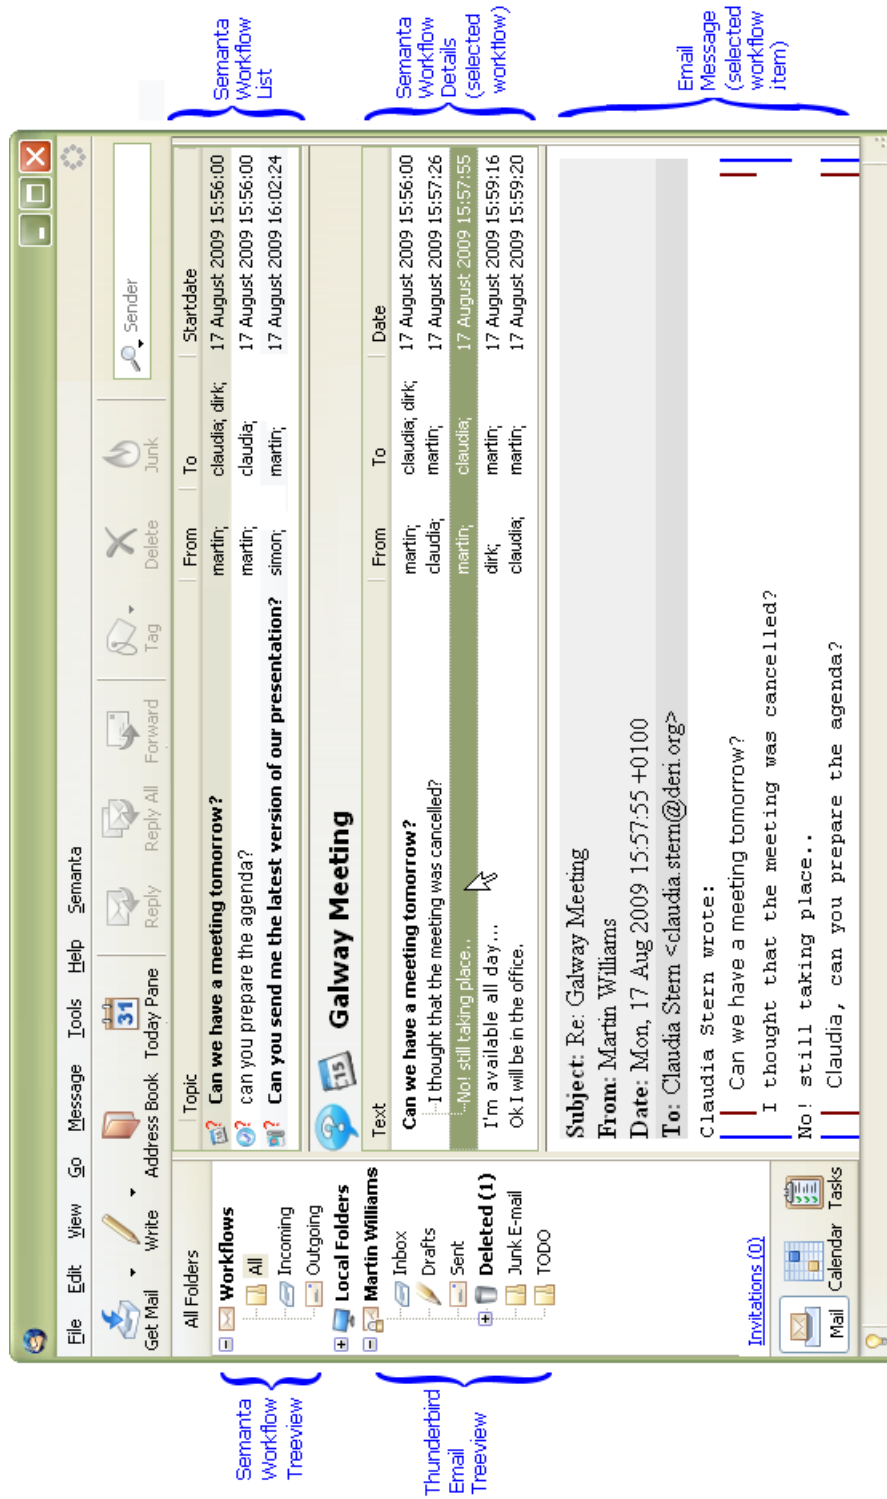 File Edit View Go Message Tools Help Semanta
Get Mail Write Address Book Today Pane Reply Reply All Forward Tag Delete Junk Sender
31
All Folders
Workflows
All
Incoming
Outgoing
Local Folders
Martin Williams
Inbox
Drafts
Sent
Deleted (1)
Junk E-mail
TODO
Invitations (0)
Mail Calendar Tasks
Topic From To Startdate
Can we have a meeting tomorrow? martin; claudia; dirk; 17 August 2009 15:56:00
can you prepare the agenda? martin; claudia; 17 August 2009 15:56:00
Can you send me the latest version of our presentation? simon; martin; 17 August 2009 16:02:24
15 Galway Meeting
Text From To Date
Can we have a meeting tomorrow? martin; claudia; dirk; 17 August 2009 15:56:00
I thought that the meeting was cancelled? claudia; martin; 17 August 2009 15:57:26
No! still taking place.. martin; claudia; 17 August 2009 15:57:55
I'm available all day... dirk; martin; 17 August 2009 15:59:16
Ok I will be in the office. claudia; martin; 17 August 2009 15:59:20
Subject: Re: Galway Meeting
From: Martin Williams
Date: Mon, 17 Aug 2009 15:57:55 +0100
To: Claudia Stern <claudia.stern@deri.org>
Claudia Stern wrote:
Can we have a meeting tomorrow?
I thought that the meeting was cancelled?
No! still taking place..
Claudia, can you prepare the agenda?
Semanta
Workflow
Treeview
Thunderbird
Email
Treeview
Semanta
Workflow
List
Semanta
Workflow
Details
(selected
workflow)
Email
Message
(selected
workflow
item)